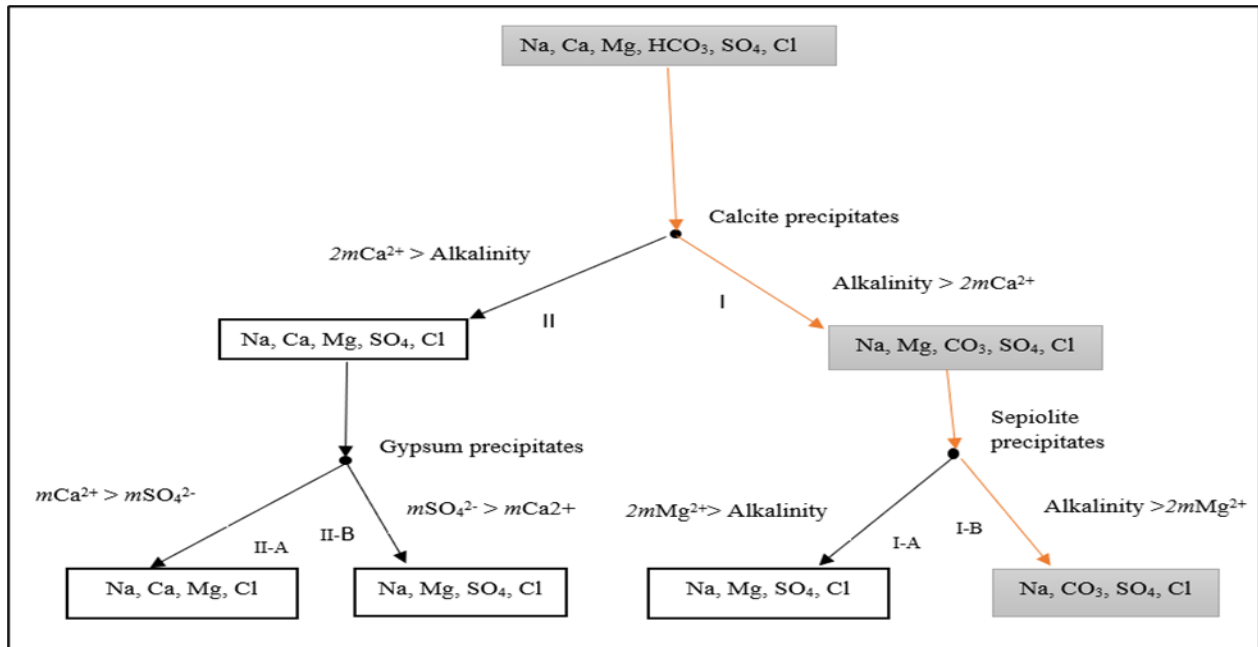 Na, Ca, Mg, HCO₃, SO₄, Cl
Calcite precipitates
2mCa²⁺ > Alkalinity
Alkalinity > 2mCa²⁺
II
I
Na, Ca, Mg, SO₄, Cl
Na, Mg, CO₃, SO₄, Cl
Gypsum precipitates
Sepiolite
precipitates
mCa²⁺ > mSO₄²⁻
mSO₄²⁻ > mCa2+
2mMg²⁺> Alkalinity
Alkalinity >2mMg²⁺
II-A
II-B
I-A
I-B
Na, Ca, Mg, Cl
Na, Mg, SO₄, Cl
Na, Mg, SO₄, Cl
Na, CO₃, SO₄, Cl